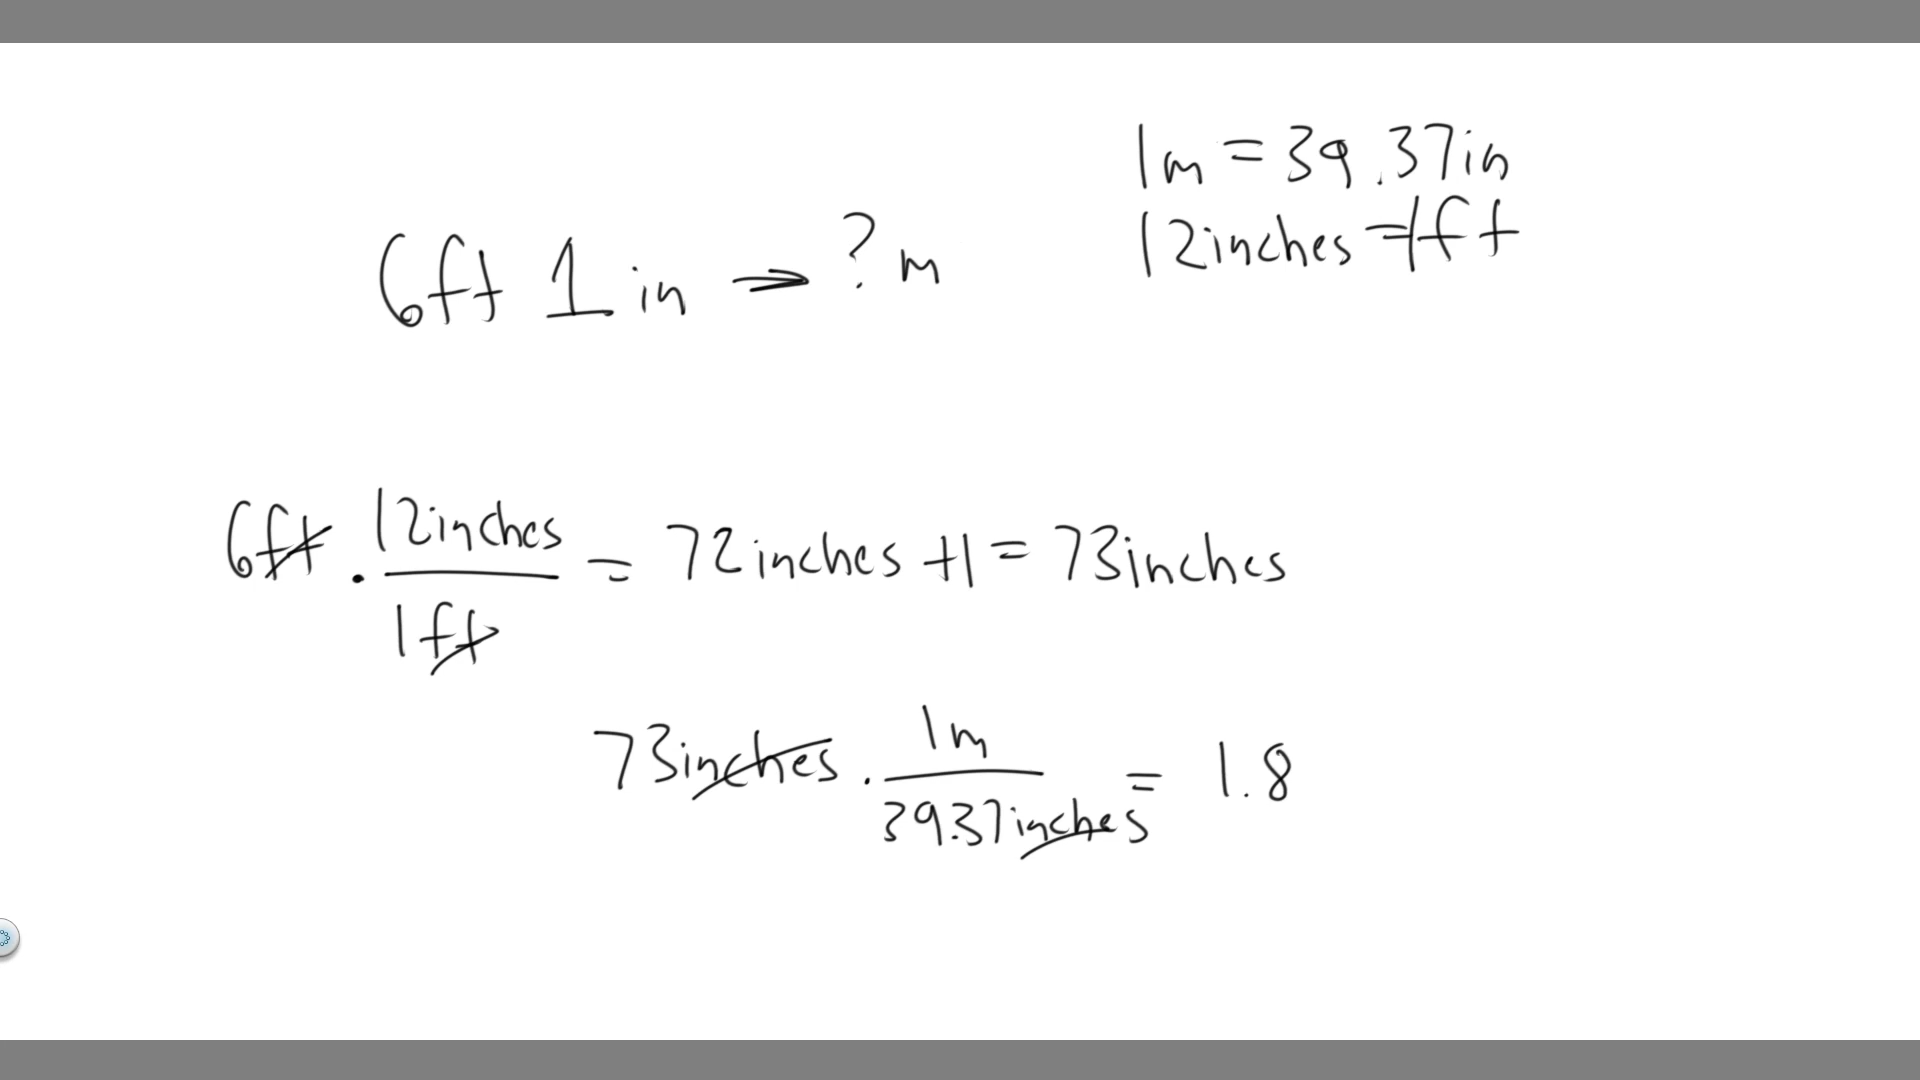 1m = 39.37in
12inches = 1ft
6ft 1 in → ? m
6ft · 12inches / 1ft = 72inches +1 = 73inches
73inches · 1m / 39.37inches = 1.8